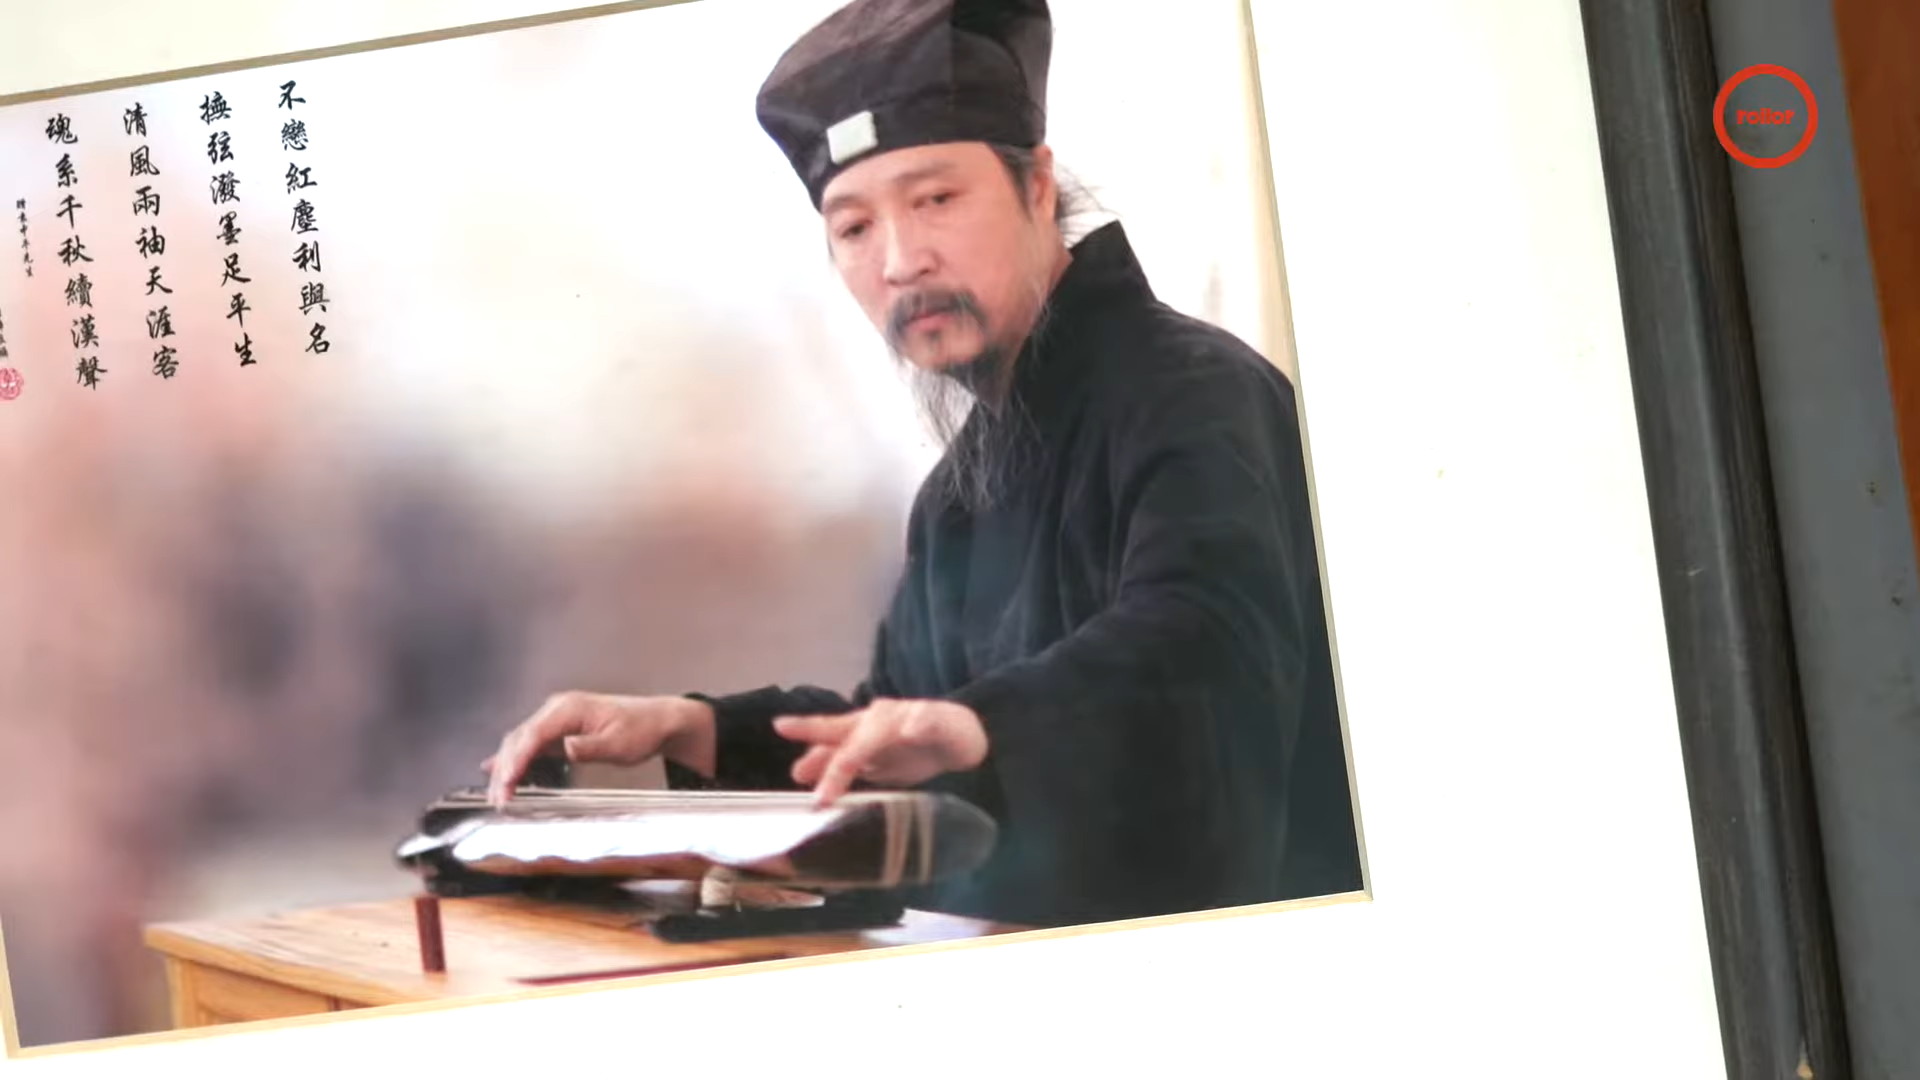 不戀紅塵利與名
撫弦潑墨足平生
清風兩袖天涯客
魂系千秋續漢聲
rollor